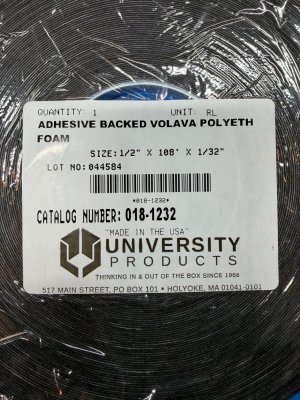 QUANTITY: 1 UNIT: RL
ADHESIVE BACKED VOLAVA POLYETH
FOAM
SIZE:1/2" X 108' X 1/32"
LOT NO:044584
*018-1232*
CATALOG NUMBER: 018-1232
"MADE IN THE USA"
UNIVERSITY
PRODUCTS
THINKING IN & OUT OF THE BOX SINCE 1968
517 MAIN STREET, PO BOX 101 • HOLYOKE, MA 01041-0101